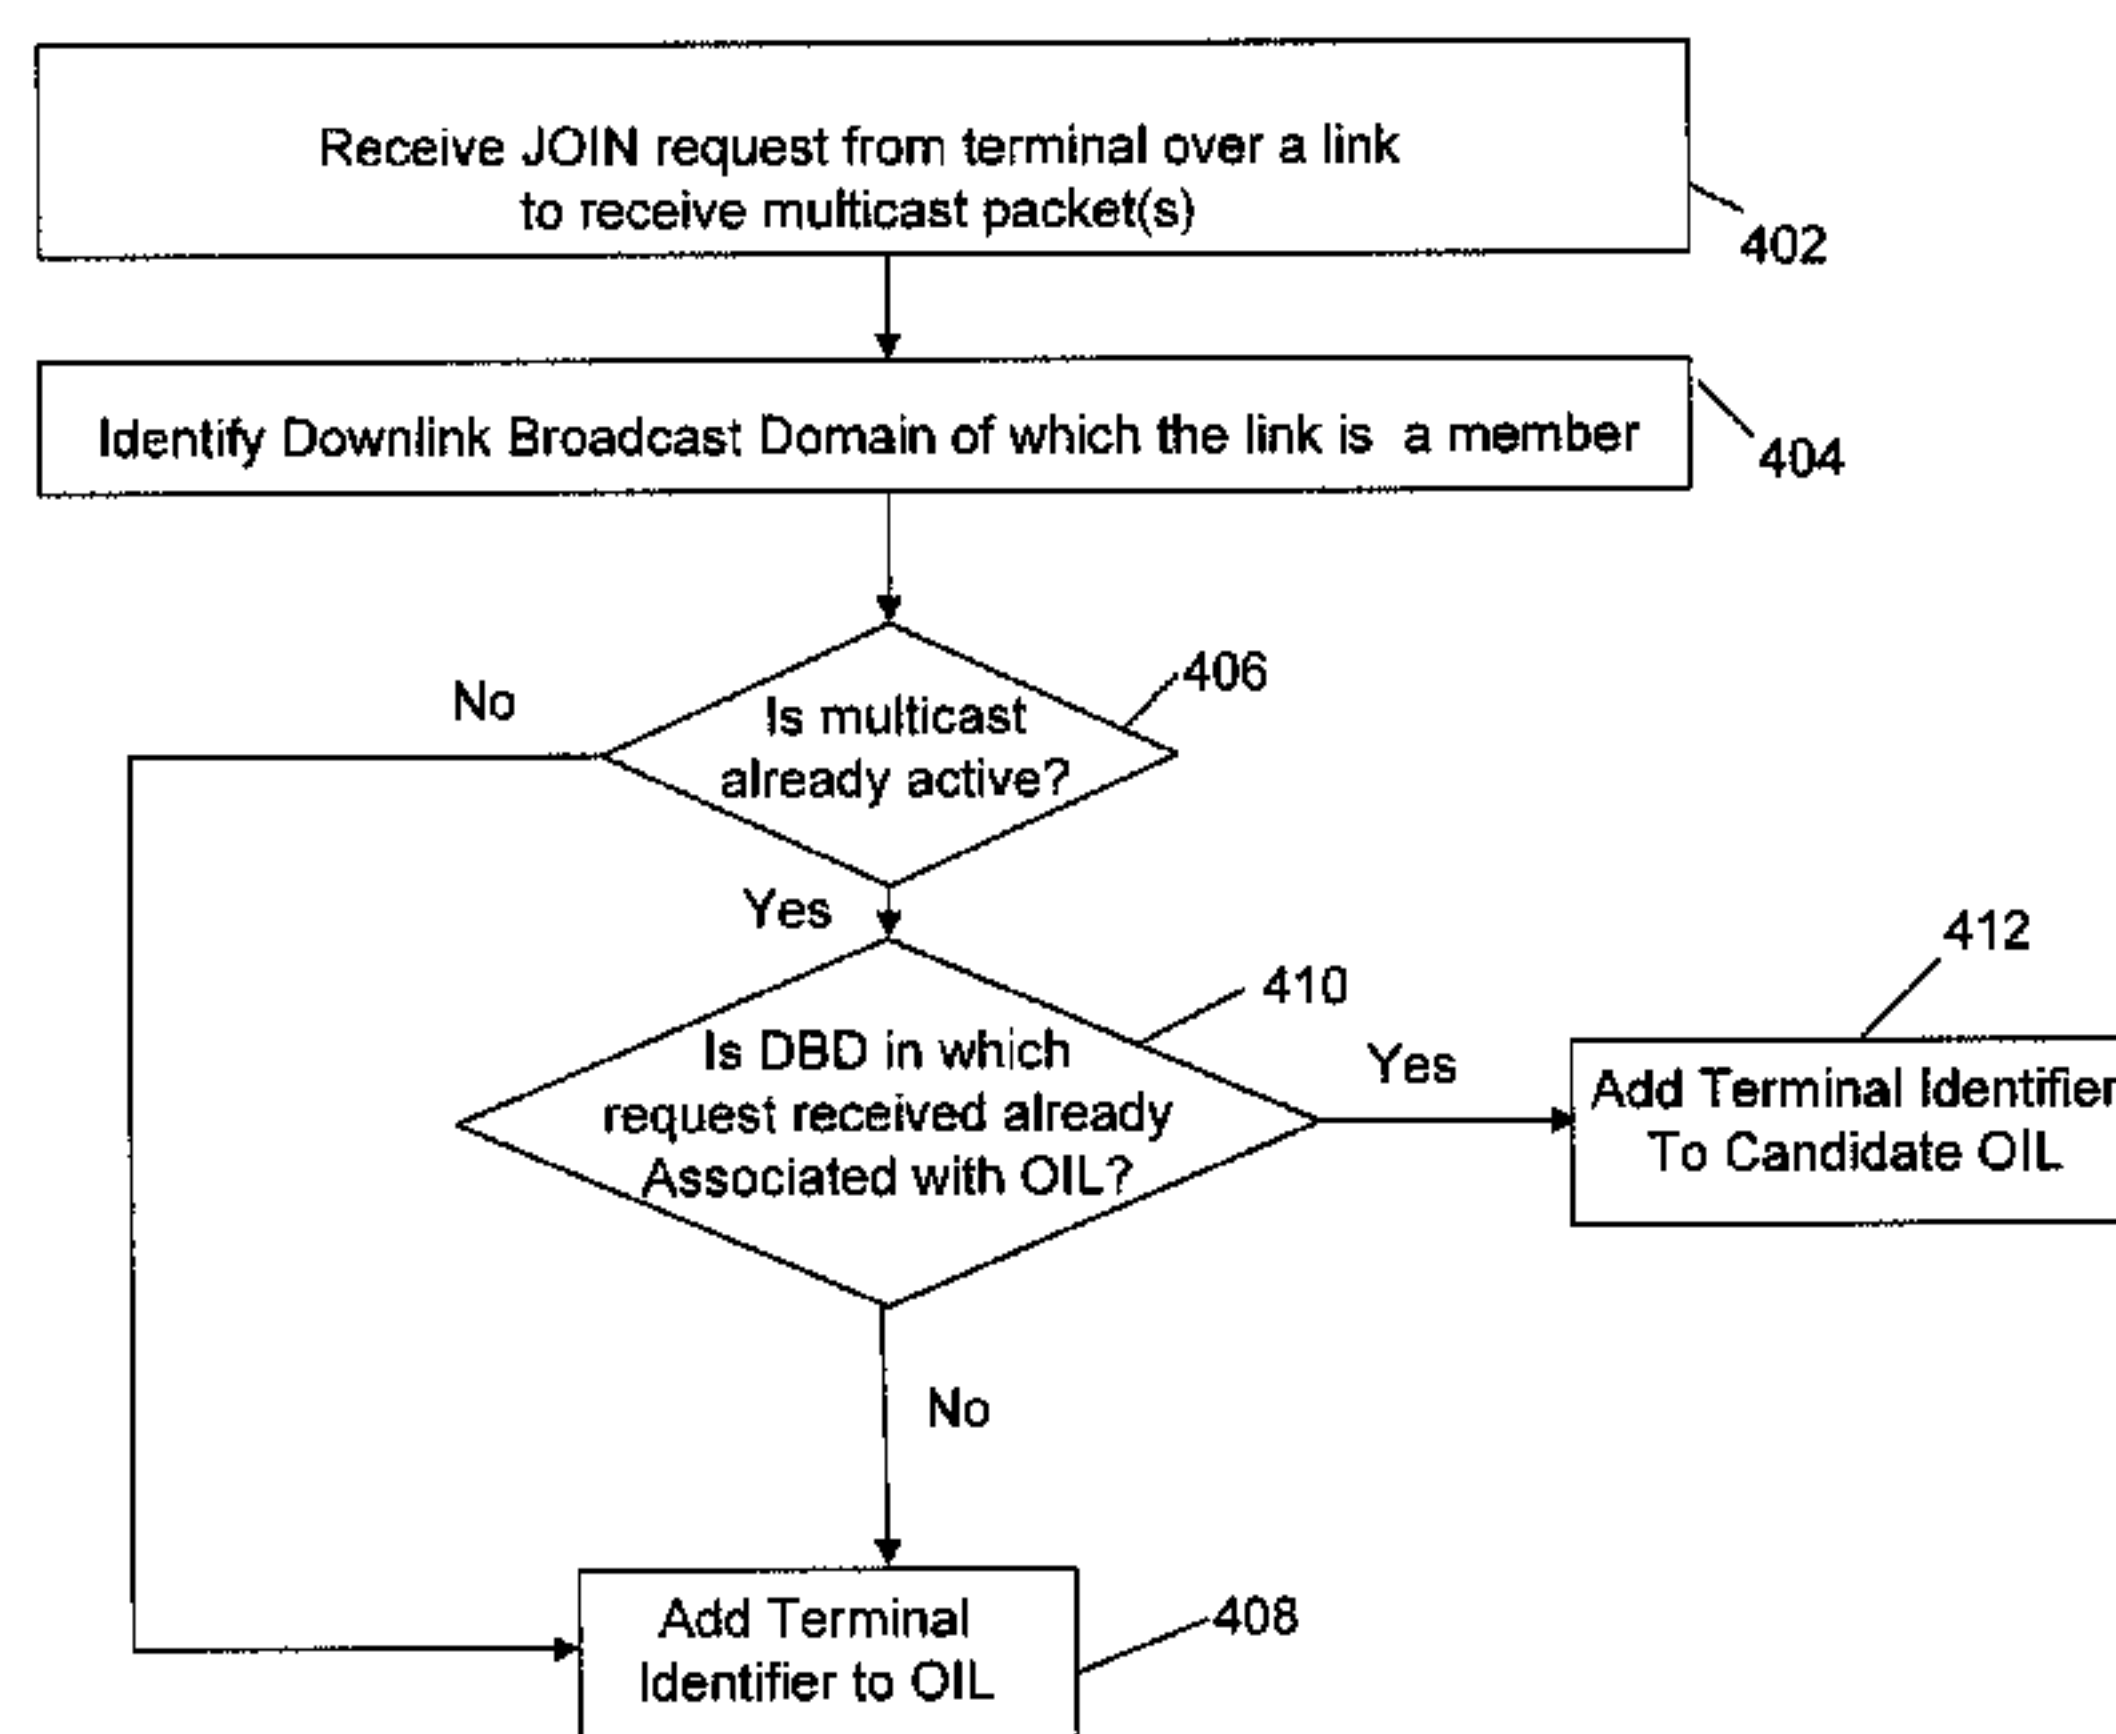 Receive JOIN request from terminal over a link
to receive multicast packet(s)
402
Identify Downlink Broadcast Domain of which the link is a member
404
No
Is multicast
already active?
406
Yes
412
410
Is DBD in which
request received already
Associated with OIL?
Yes
Add Terminal Identifier
To Candidate OIL
No
Add Terminal
Identifier to OIL
408